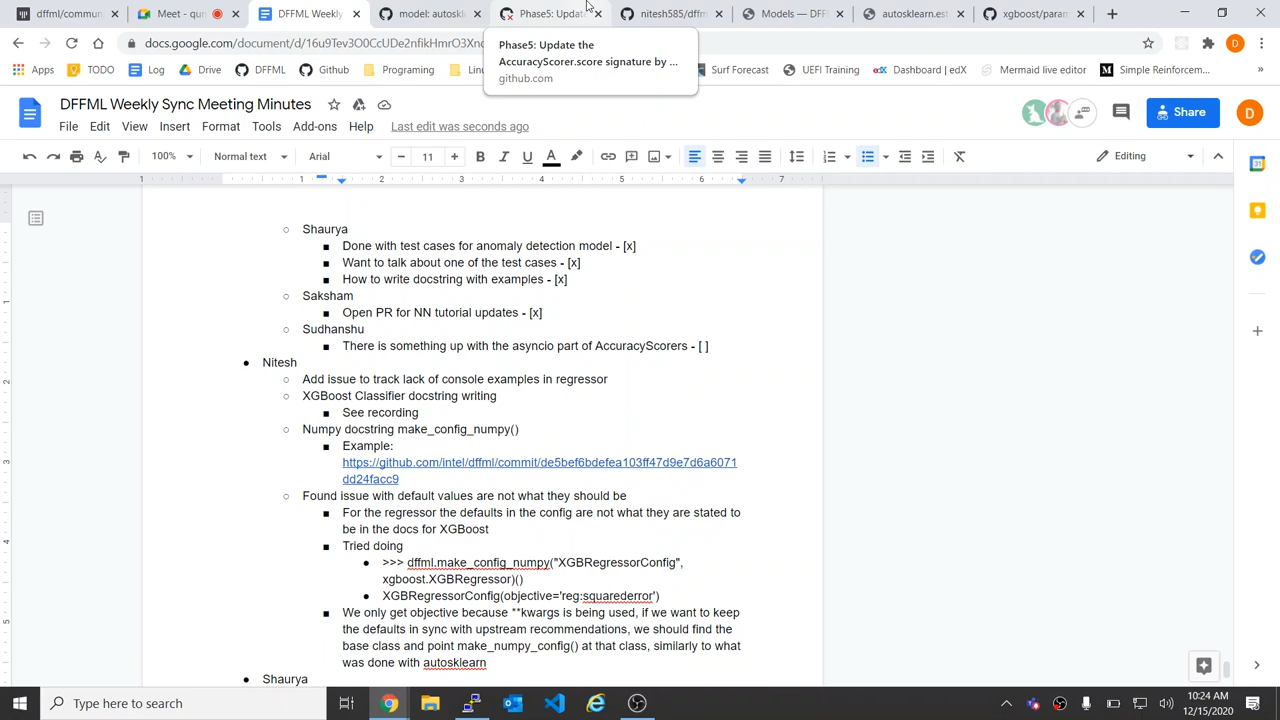 dffml/commun
Meet - qun
DFFML Weekly
model: autoskl
Phase5: Updat
nitesh585/dffm
Models — DFF
autosklearn.est
xgboost/param
docs.google.com/document/d/16u9Tev3O0CcUDe2nfikHmrO3Xnc
Phase5: Update the
AccuracyScorer.score signature by ...
github.com
Apps
TODO
Log
Drive
DFFML
Github
Programing
Surf Forecast
UEFI Training
Dashboard | edX
Mermaid live editor
Simple Reinforcem...
DFFML Weekly Sync Meeting Minutes
File Edit View Insert Format Tools Add-ons Help Last edit was seconds ago
Share
D
100% Normal text Arial 11 Editing
1 1 2 3 4 5 6 7
Shaurya
Done with test cases for anomaly detection model - [x]
Want to talk about one of the test cases - [x]
How to write docstring with examples - [x]
Saksham
Open PR for NN tutorial updates - [x]
Sudhanshu
There is something up with the asyncio part of AccuracyScorers - [ ]
Nitesh
Add issue to track lack of console examples in regressor
XGBoost Classifier docstring writing
See recording
Numpy docstring make_config_numpy()
Example:
https://github.com/intel/dffml/commit/de5bef6bdefea103ff47d9e7d6a6071
dd24facc9
Found issue with default values are not what they should be
For the regressor the defaults in the config are not what they are stated to
be in the docs for XGBoost
Tried doing
>>> dffml.make_config_numpy("XGBRegressorConfig",
xgboost.XGBRegressor)()
XGBRegressorConfig(objective='reg:squarederror')
We only get objective because **kwargs is being used, if we want to keep
the defaults in sync with upstream recommendations, we should find the
base class and point make_numpy_config() at that class, similarly to what
was done with autosklearn
Shaurya
Type here to search
10:24 AM
12/15/2020